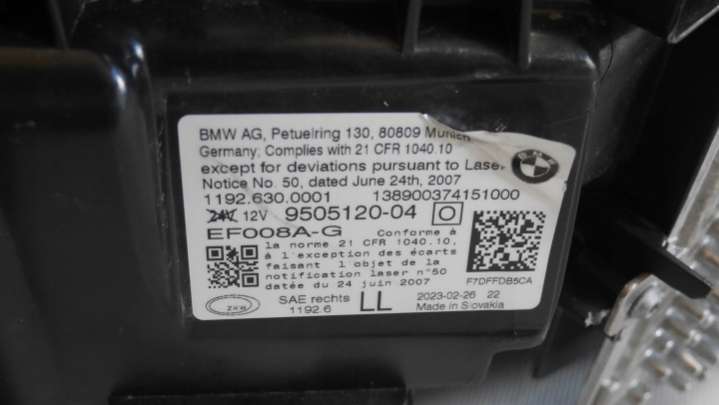 BMW AG, Petuelring 130, 80809 Munich
Germany; Complies with 21 CFR 1040.10
except for deviations pursuant to Laser
Notice No. 50, dated June 24th, 2007
1192.630.0001 138900374151000
24V 12V 9505120-04
EF008A-G Conforme à
la norme 21 CFR 1040.10,
à l'exception des écarts
faisant l objet de la
notification laser n°50
datée du 24 juin 2007
F7DFFDB5CA
ZKW
SAE rechts LL 2023-02-26 22
1192.6 Made in Slovakia
BMW